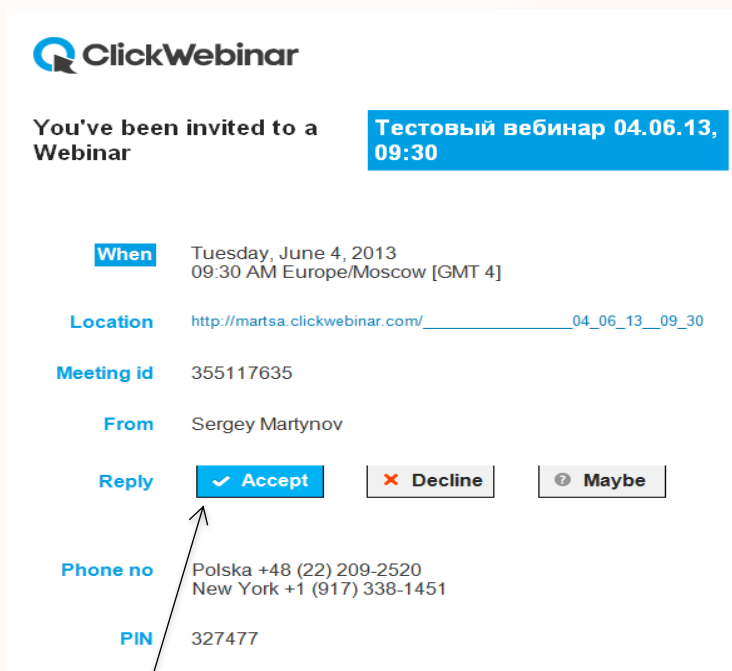 ClickWebinar
You've been invited to a
Webinar
Тестовый вебинар 04.06.13,
09:30
When
Tuesday, June 4, 2013
09:30 AM Europe/Moscow [GMT 4]
Location
http://martsa.clickwebinar.com/__________________04_06_13__09_30
Meeting id
355117635
From
Sergey Martynov
Reply
Accept
Decline
Maybe
Phone no
Polska +48 (22) 209-2520
New York +1 (917) 338-1451
PIN
327477